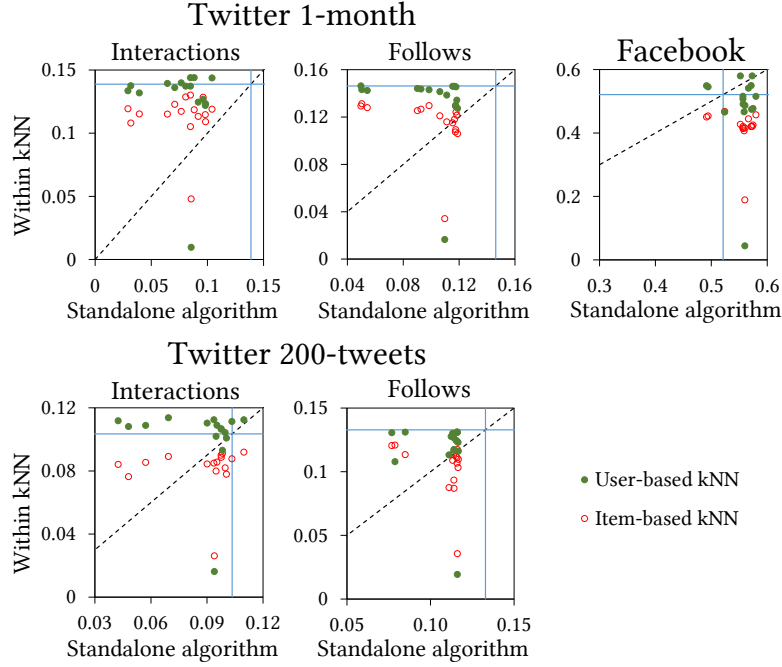 Twitter 1-month
Interactions
Follows
Facebook
Within kNN
0.15
0.1
0.05
0
0
0.05
0.1
0.15
Standalone algorithm
0.16
0.12
0.08
0.04
0
0.04
0.08
0.12
0.16
Standalone algorithm
0.6
0.4
0.2
0
0.3
0.4
0.5
0.6
Standalone algorithm
Twitter 200-tweets
Interactions
Follows
Within kNN
0.12
0.08
0.04
0
0.03
0.06
0.09
0.12
Standalone algorithm
0.15
0.1
0.05
0
0.05
0.10
0.15
Standalone algorithm
User-based kNN
Item-based kNN